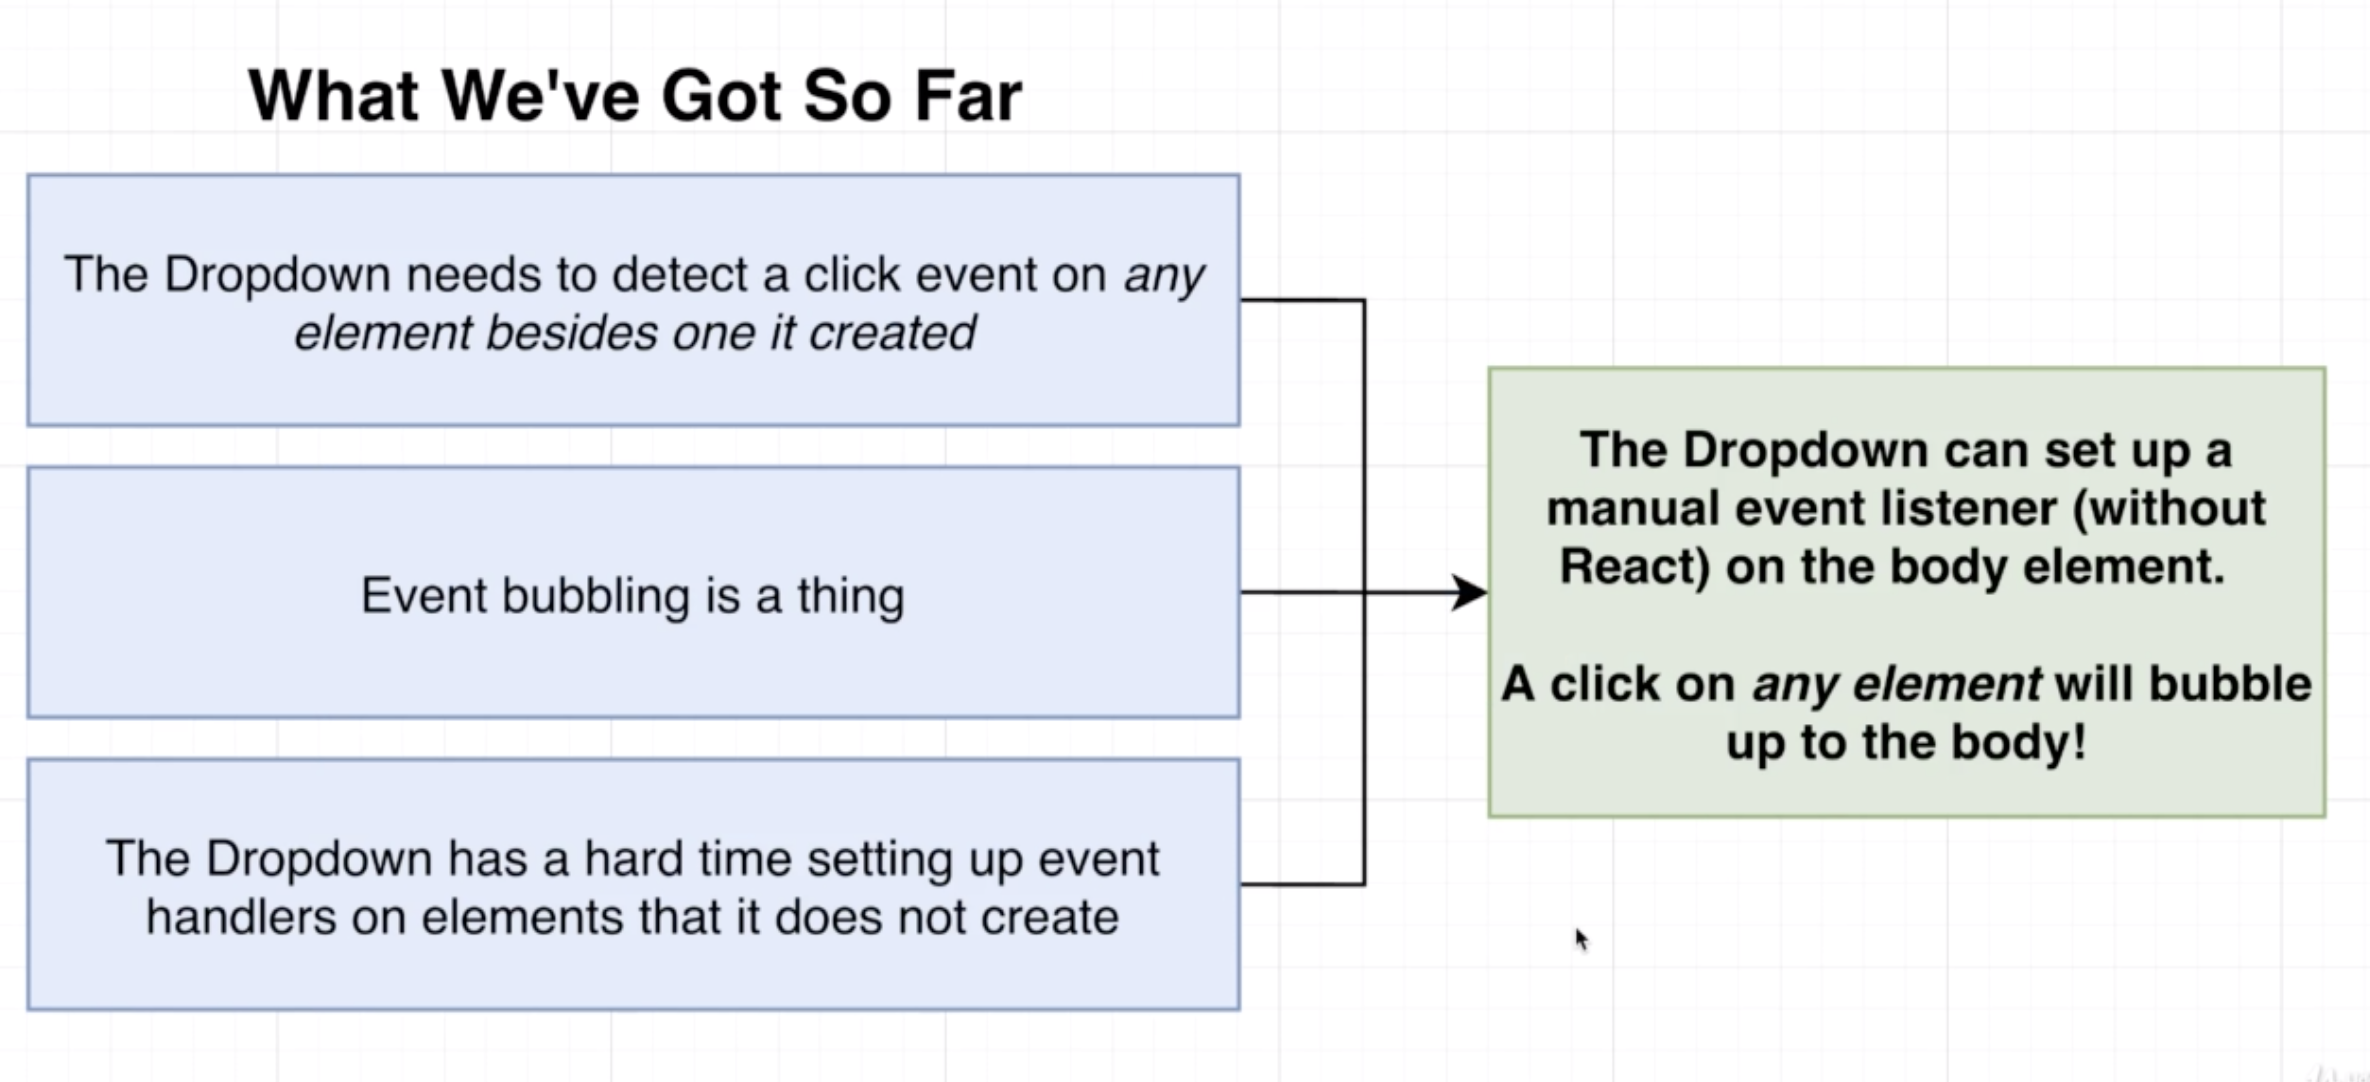 What We've Got So Far
The Dropdown needs to detect a click event on any
element besides one it created
Event bubbling is a thing
The Dropdown has a hard time setting up event
handlers on elements that it does not create
The Dropdown can set up a
manual event listener (without
React) on the body element.
A click on any element will bubble
up to the body!